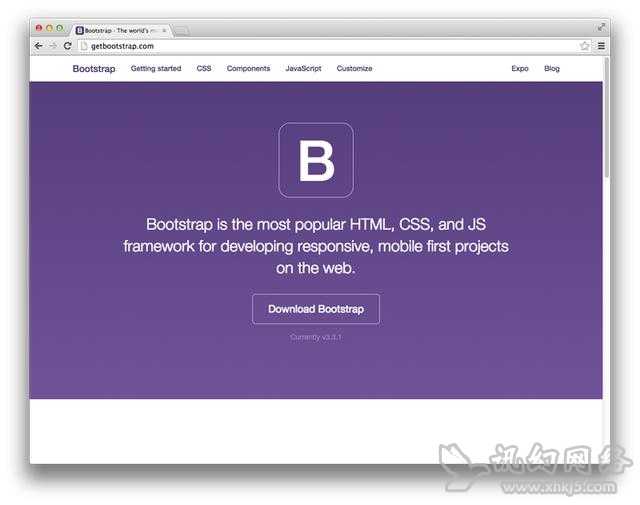 Bootstrap · The world's mo
getbootstrap.com
Bootstrap Getting started CSS Components JavaScript Customize Expo Blog
B
Bootstrap is the most popular HTML, CSS, and JS
framework for developing responsive, mobile first projects
on the web.
Download Bootstrap
Currently v3.3.1
讯幻网络
www.xhkj5.com